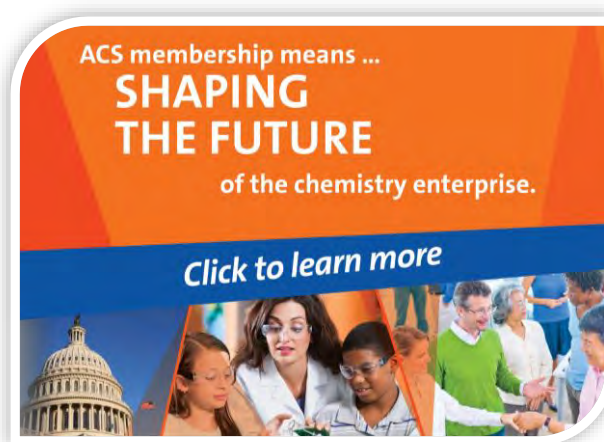 ACS membership means ...
SHAPING
THE FUTURE
of the chemistry enterprise.
Click to learn more